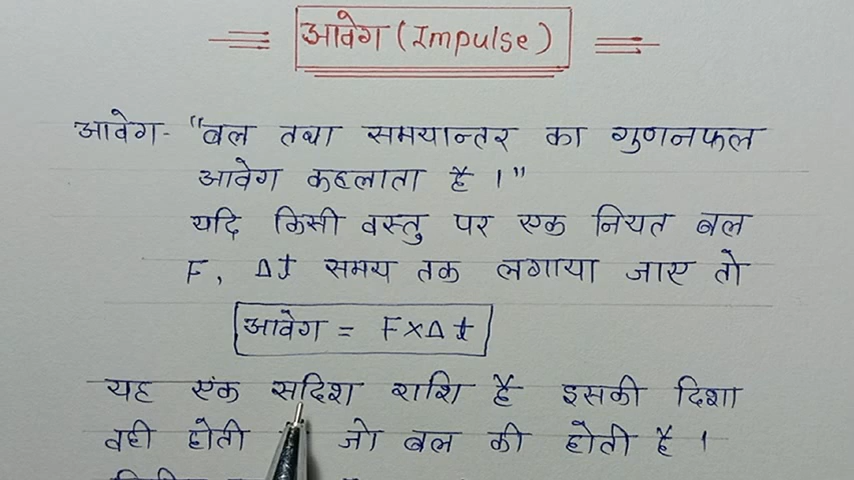 आवेग (Impulse)
आवेग- "बल तथा समयान्तर का गुणनफल
आवेग कहलाता है।"
यदि किसी वस्तु पर एक नियत बल
F, Δt समय तक लगाया जाए तो
आवेग = F×Δt
यह एक सदिश राशि है इसकी दिशा
वही होती जो बल की होती है।